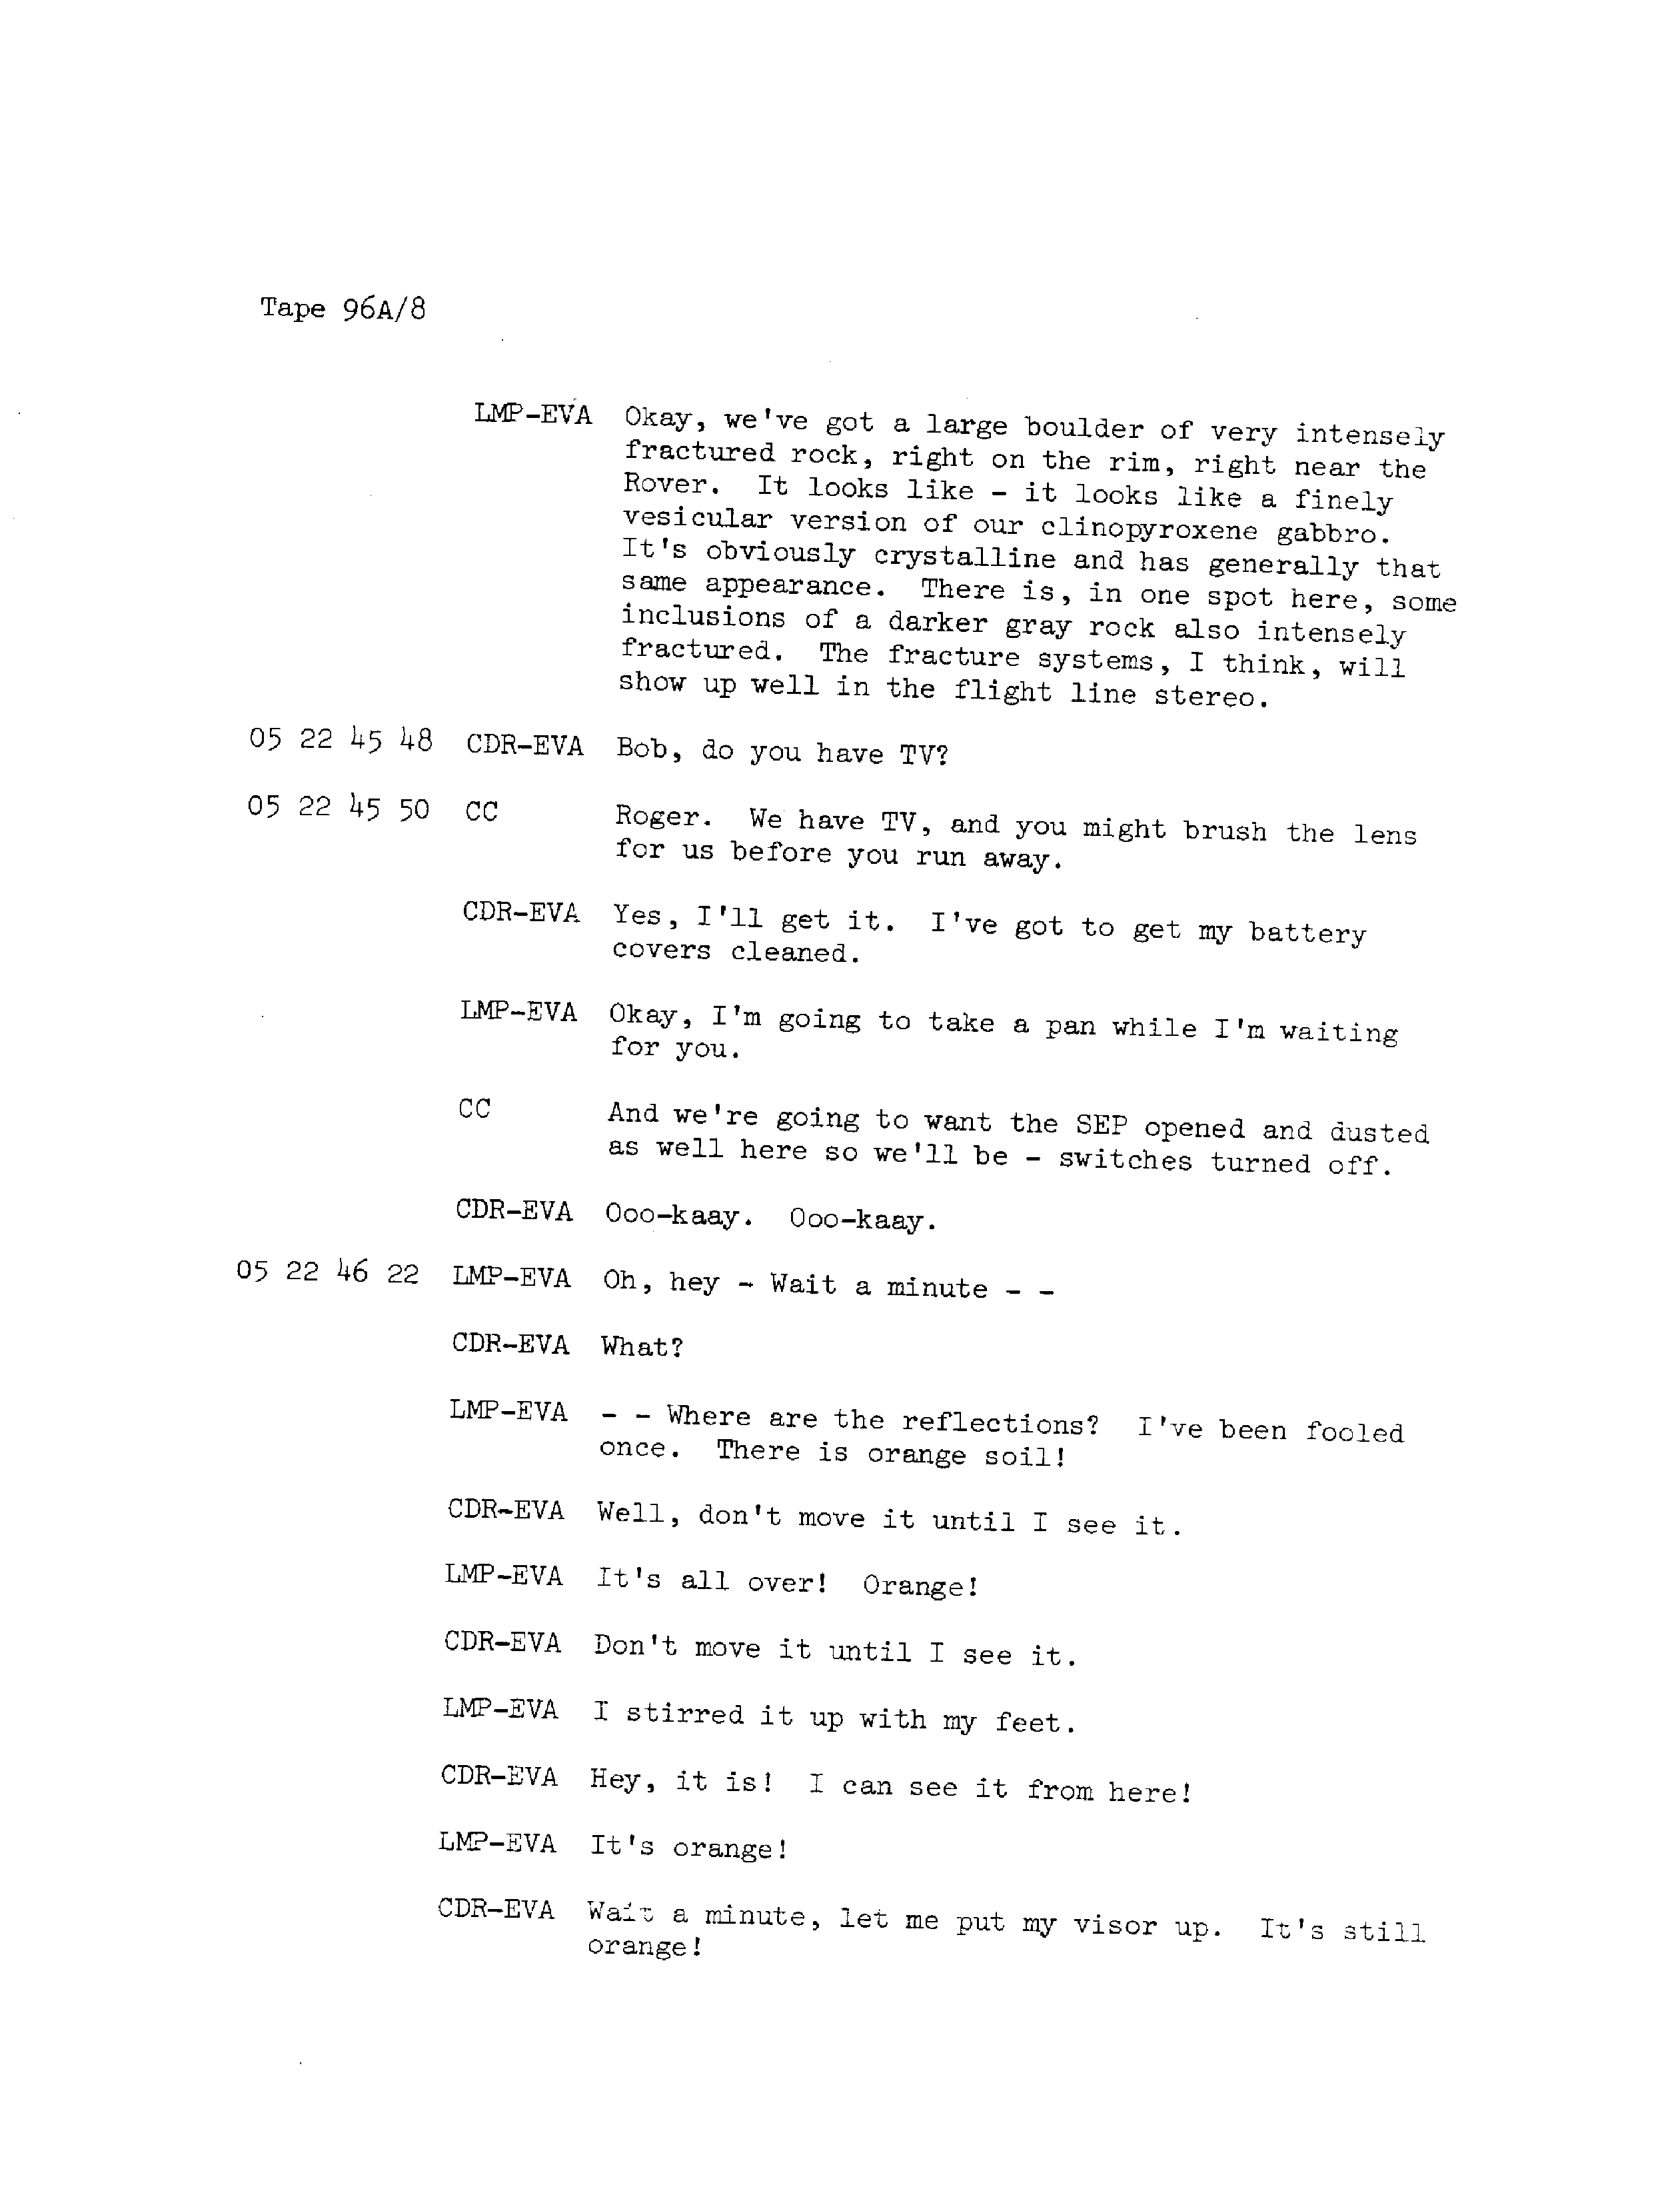 Tape 96A/8
LMP-EVA Okay, we've got a large boulder of very intensely
fractured rock, right on the rim, right near the
Rover. It looks like - it looks like a finely
vesicular version of our clinopyroxene gabbro.
It's obviously crystalline and has generally that
same appearance. There is, in one spot here, some
inclusions of a darker gray rock also intensely
fractured. The fracture systems, I think, will
show up well in the flight line stereo.
05 22 45 48 CDR-EVA Bob, do you have TV?
05 22 45 50 CC Roger. We have TV, and you might brush the lens
for us before you run away.
CDR-EVA Yes, I'll get it. I've got to get my battery
covers cleaned.
LMP-EVA Okay, I'm going to take a pan while I'm waiting
for you.
CC And we're going to want the SEP opened and dusted
as well here so we'll be - switches turned off.
CDR-EVA Ooo-kaay. Ooo-kaay.
05 22 46 22 LMP-EVA Oh, hey - Wait a minute - -
CDR-EVA What?
LMP-EVA - - Where are the reflections? I've been fooled
once. There is orange soil!
CDR-EVA Well, don't move it until I see it.
LMP-EVA It's all over! Orange!
CDR-EVA Don't move it until I see it.
LMP-EVA I stirred it up with my feet.
CDR-EVA Hey, it is! I can see it from here!
LMP-EVA It's orange!
CDR-EVA Wait a minute, let me put my visor up. It's still
orange!